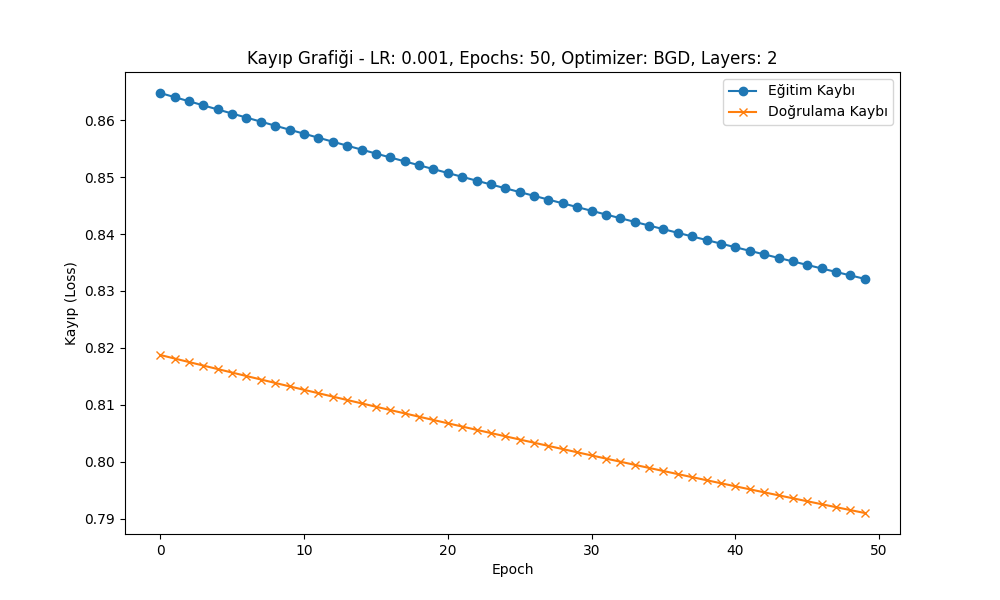 Kayıp Grafiği - LR: 0.001, Epochs: 50, Optimizer: BGD, Layers: 2
Eğitim Kaybı
Doğrulama Kaybı
Kayıp (Loss)
0.86
0.85
0.84
0.83
0.82
0.81
0.80
0.79
0 10 20 30 40 50
Epoch